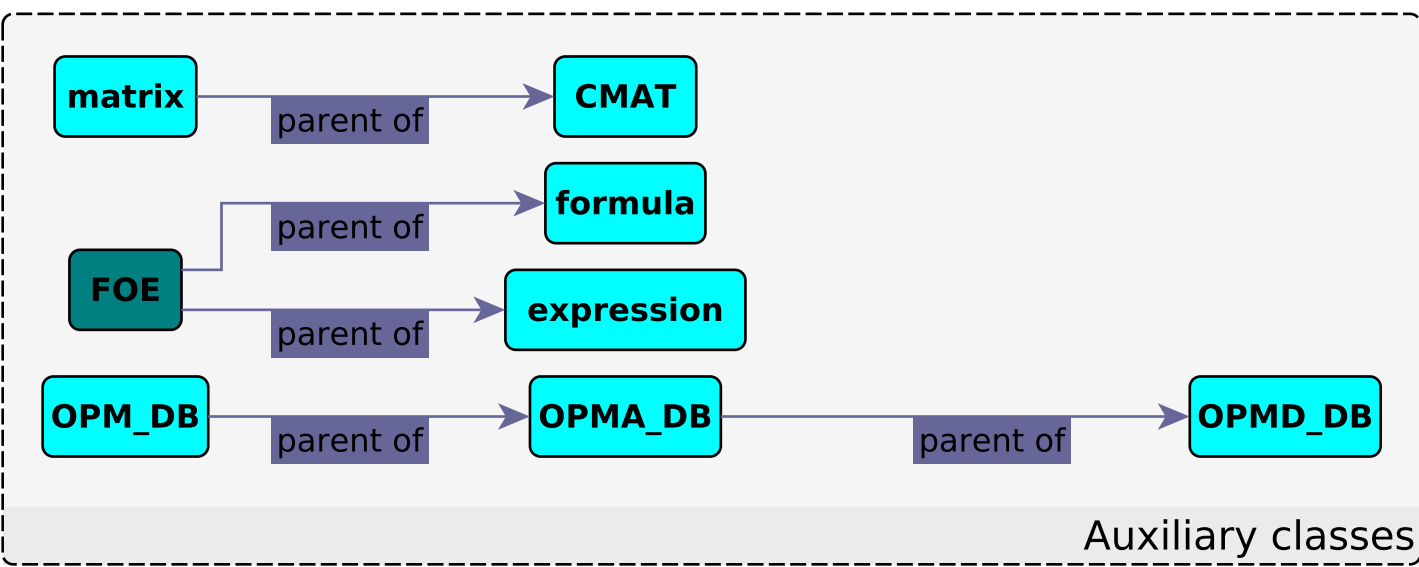 matrix
parent of
CMAT
formula
parent of
FOE
expression
parent of
OPM_DB
parent of
OPMA_DB
parent of
OPMD_DB
Auxiliary classes